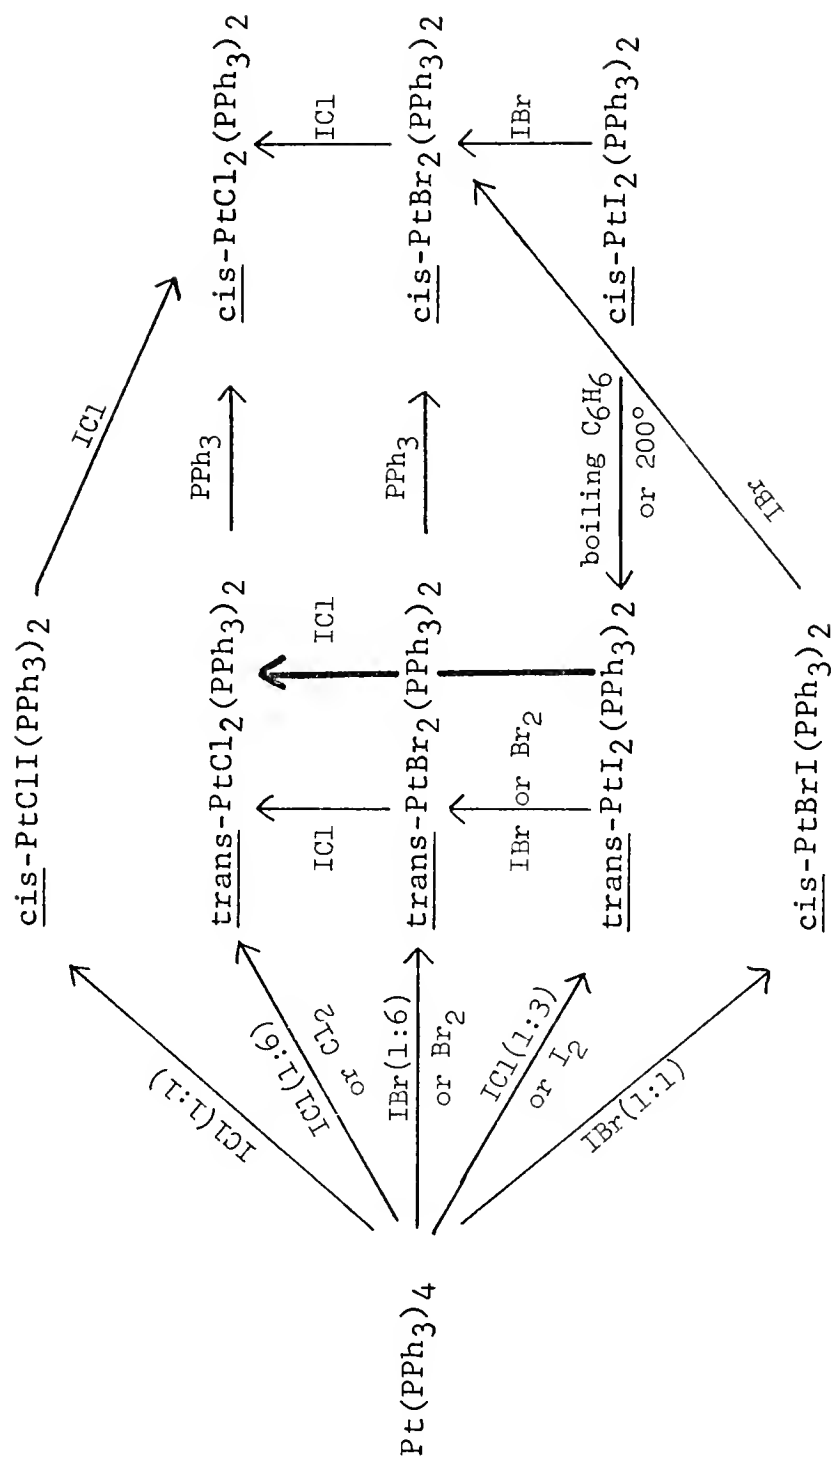 cis-PtClI(PPh3)2
ICl
ICl(1:1)
trans-PtCl2(PPh3)2
PPh3
cis-PtCl2(PPh3)2
ICl(1:6)
or Cl2
ICl
ICl
ICl
Pt(PPh3)4
IBr(1:6)
or Br2
trans-PtBr2(PPh3)2
PPh3
cis-PtBr2(PPh3)2
IBr or Br2
IBr
ICl(1:3)
or I2
trans-PtI2(PPh3)2
boiling C6H6
or 200°
cis-PtI2(PPh3)2
IBr(1:1)
IBr
cis-PtBrI(PPh3)2